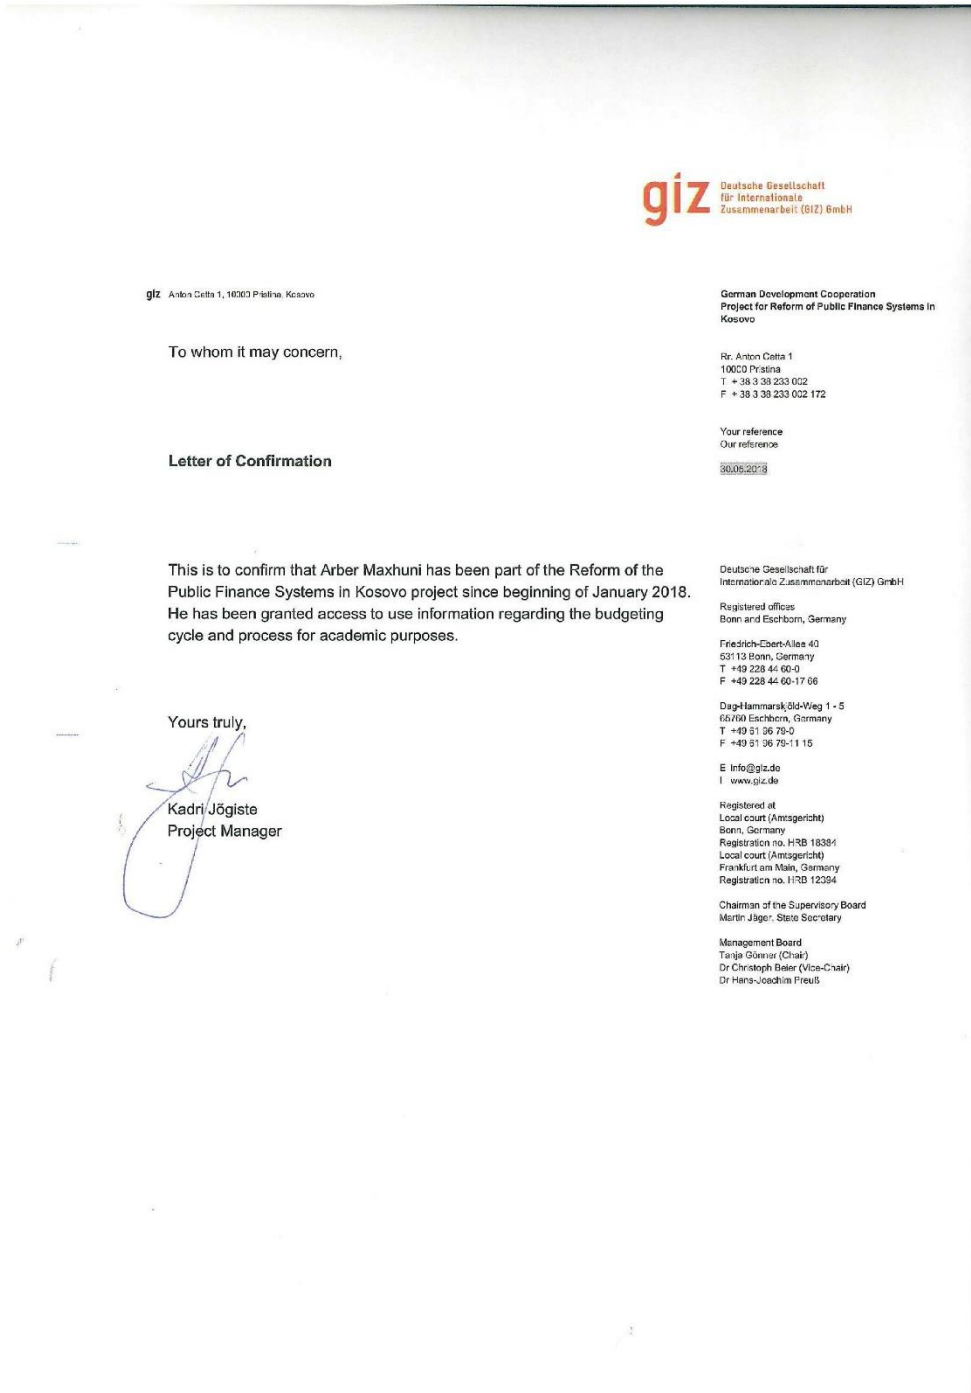 giz Deutsche Gesellschaft
für Internationale
Zusammenarbeit (GIZ) GmbH
giz Anton Cetta 1, 10000 Pristina, Kosovo
German Development Cooperation
Project for Reform of Public Finance Systems in
Kosovo
To whom it may concern,
Rr. Anton Cetta 1
10000 Pristina
T + 38 3 38 233 002
F + 38 3 38 233 002 172
Your reference
Our reference
Letter of Confirmation
30.05.2018
This is to confirm that Arber Maxhuni has been part of the Reform of the
Public Finance Systems in Kosovo project since beginning of January 2018.
He has been granted access to use information regarding the budgeting
cycle and process for academic purposes.
Yours truly,
Kadri Jõgiste
Project Manager
Deutsche Gesellschaft für
Internationale Zusammenarbeit (GIZ) GmbH
Registered offices
Bonn and Eschborn, Germany
Friedrich-Ebert-Allee 40
53113 Bonn, Germany
T +49 228 44 60-0
F +49 228 44 60-17 66
Dag-Hammarskjöld-Weg 1 - 5
65760 Eschborn, Germany
T +49 61 96 79-0
F +49 61 96 79-11 15
E info@giz.de
I www.giz.de
Registered at
Local court (Amtsgericht)
Bonn, Germany
Registration no. HRB 18384
Local court (Amtsgericht)
Frankfurt am Main, Germany
Registration no. HRB 12394
Chairman of the Supervisory Board
Martin Jäger, State Secretary
Management Board
Tanja Gönner (Chair)
Dr Christoph Beier (Vice-Chair)
Dr Hans-Joachim Preuß